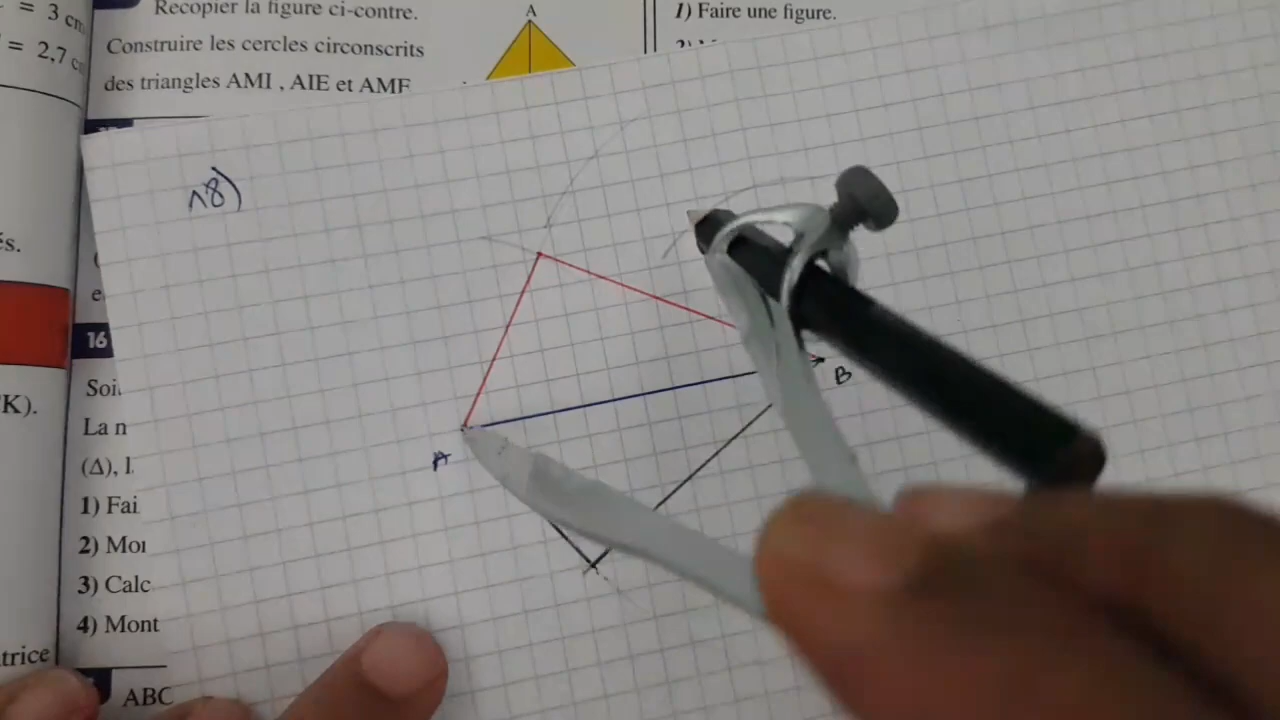 = 3 cm
= 2,7 c
Recopier la figure ci-contre.
Construire les cercles circonscrits
des triangles AMI , AIE et AMF
A
1) Faire une figure.
és.
K).
trice
16
Soi
La n
(Δ), l
1) Fai
2) Moi
3) Calc
4) Mont
ABC
18)
A
B